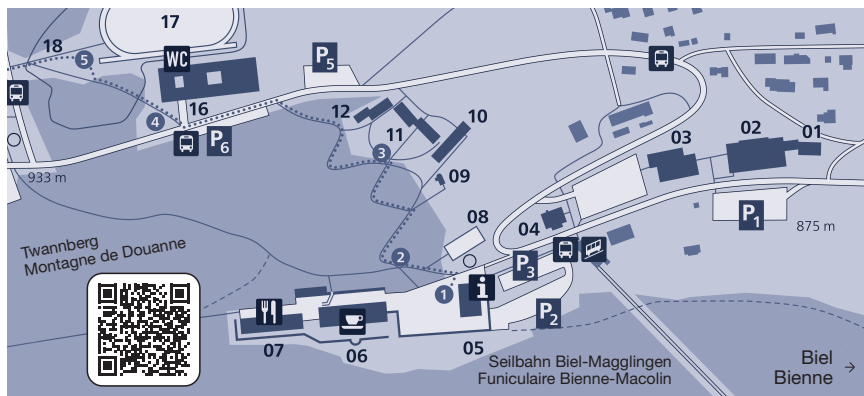 17
18
5
WC
P5
10
12
11
16
4
P6
3
09
03
02
01
933 m
08
04
P1
875 m
Twannberg
Montagne de Douanne
2
P3
i
1
P2
07
06
05
Seilbahn Biel-Magglingen
Funiculaire Bienne-Macolin
Biel →
Bienne